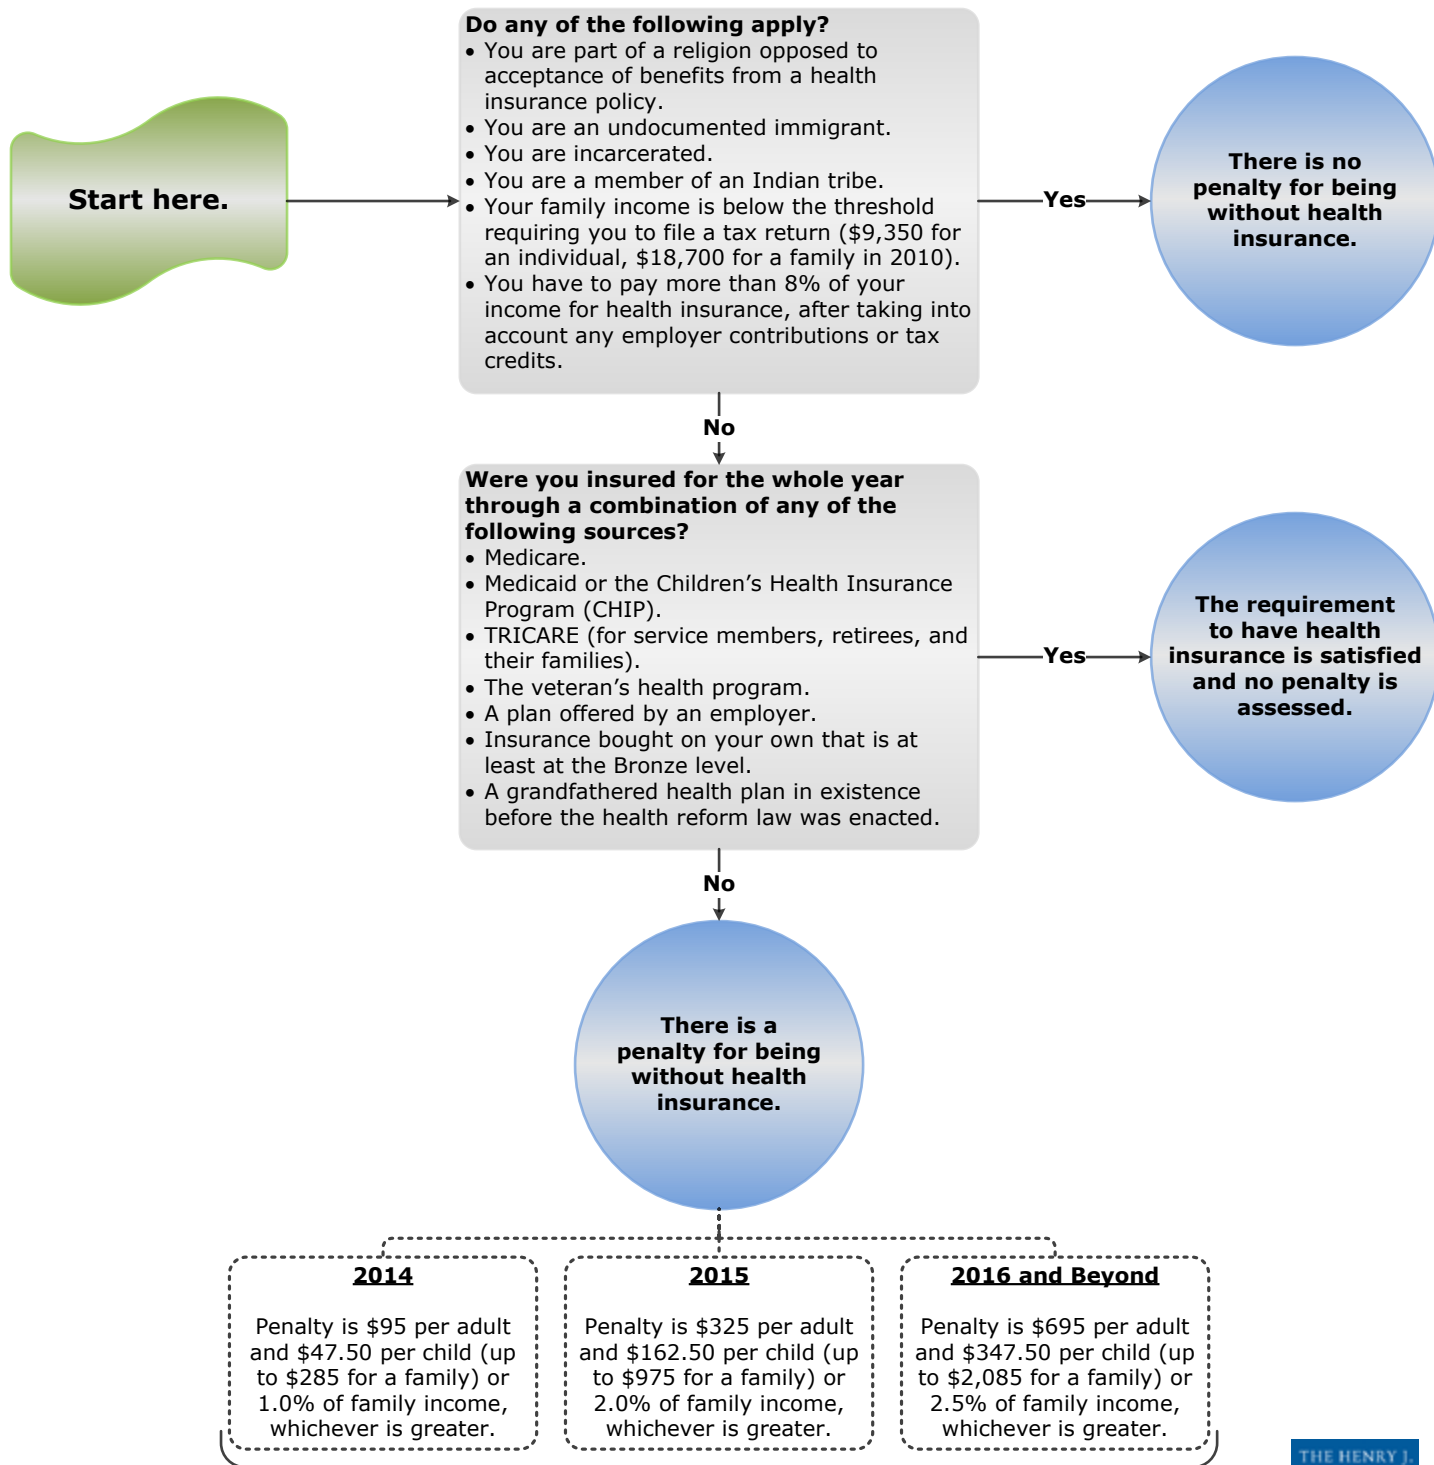 Start here.
Do any of the following apply?
• You are part of a religion opposed to
acceptance of benefits from a health
insurance policy.
• You are an undocumented immigrant.
• You are incarcerated.
• You are a member of an Indian tribe.
• Your family income is below the threshold
requiring you to file a tax return ($9,350 for
an individual, $18,700 for a family in 2010).
• You have to pay more than 8% of your
income for health insurance, after taking into
account any employer contributions or tax
credits.
Yes
There is no
penalty for being
without health
insurance.
No
Were you insured for the whole year
through a combination of any of the
following sources?
• Medicare.
• Medicaid or the Children’s Health Insurance
Program (CHIP).
• TRICARE (for service members, retirees, and
their families).
• The veteran’s health program.
• A plan offered by an employer.
• Insurance bought on your own that is at
least at the Bronze level.
• A grandfathered health plan in existence
before the health reform law was enacted.
Yes
The requirement
to have health
insurance is satisfied
and no penalty is
assessed.
No
There is a
penalty for being
without health
insurance.
2014
Penalty is $95 per adult
and $47.50 per child (up
to $285 for a family) or
1.0% of family income,
whichever is greater.
2015
Penalty is $325 per adult
and $162.50 per child (up
to $975 for a family) or
2.0% of family income,
whichever is greater.
2016 and Beyond
Penalty is $695 per adult
and $347.50 per child (up
to $2,085 for a family) or
2.5% of family income,
whichever is greater.
THE HENRY J.